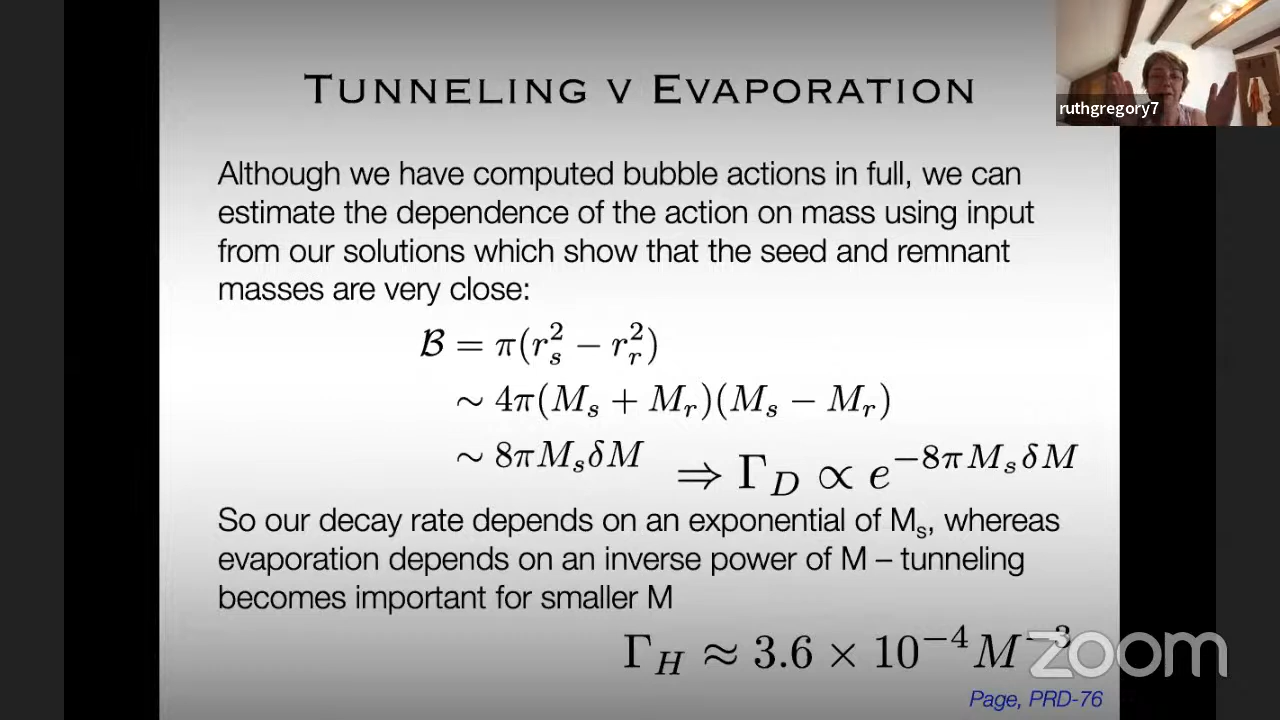 TUNNELING V EVAPORATION
ruthgregory7
Although we have computed bubble actions in full, we can
estimate the dependence of the action on mass using input
from our solutions which show that the seed and remnant
masses are very close:
ℬ = π(r_s^2 − r_r^2)
∼ 4π(M_s + M_r)(M_s − M_r)
∼ 8πM_sδM ⇒ Γ_D ∝ e^{−8πM_sδM}
So our decay rate depends on an exponential of M_s, whereas
evaporation depends on an inverse power of M – tunneling
becomes important for smaller M
Γ_H ≈ 3.6 × 10^{−4}M^{−3}
zoom
Page, PRD-76